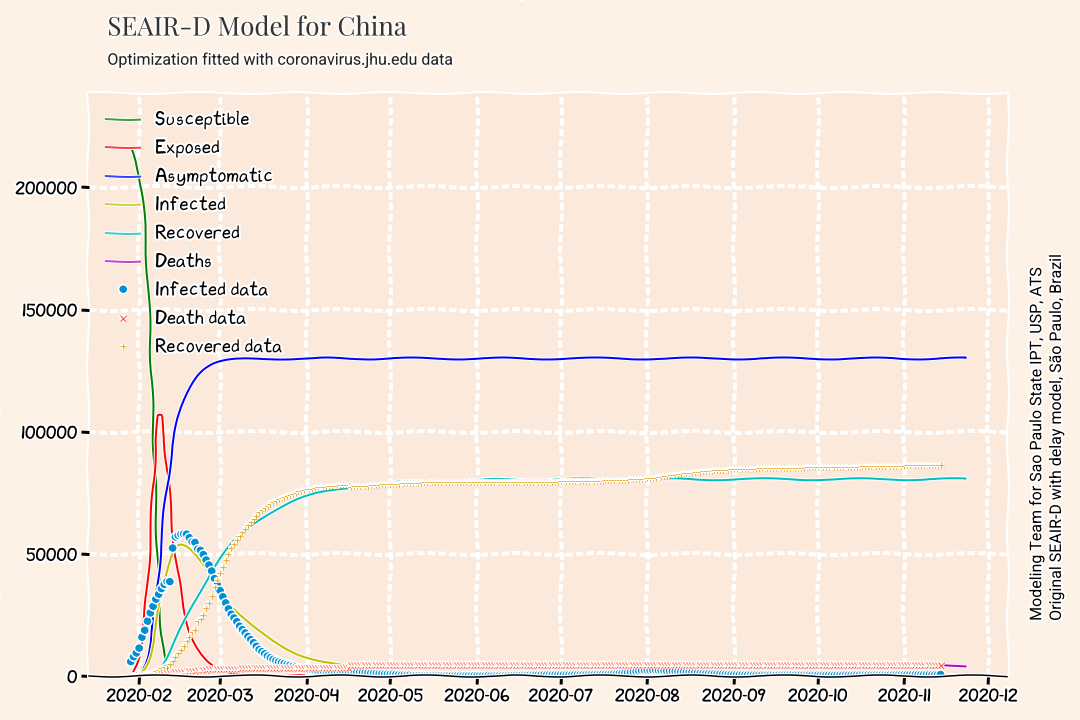 SEAIR-D Model for China
Optimization fitted with coronavirus.jhu.edu data
Susceptible
Exposed
Asymptomatic
Infected
Recovered
Deaths
Infected data
Death data
Recovered data
200000
150000
100000
50000
0
2020-02 2020-03 2020-04 2020-05 2020-06 2020-07 2020-08 2020-09 2020-10 2020-11 2020-12
Modeling Team for Sao Paulo State IPT, USP, ATS
Original SEAIR-D with delay model, São Paulo, Brazil